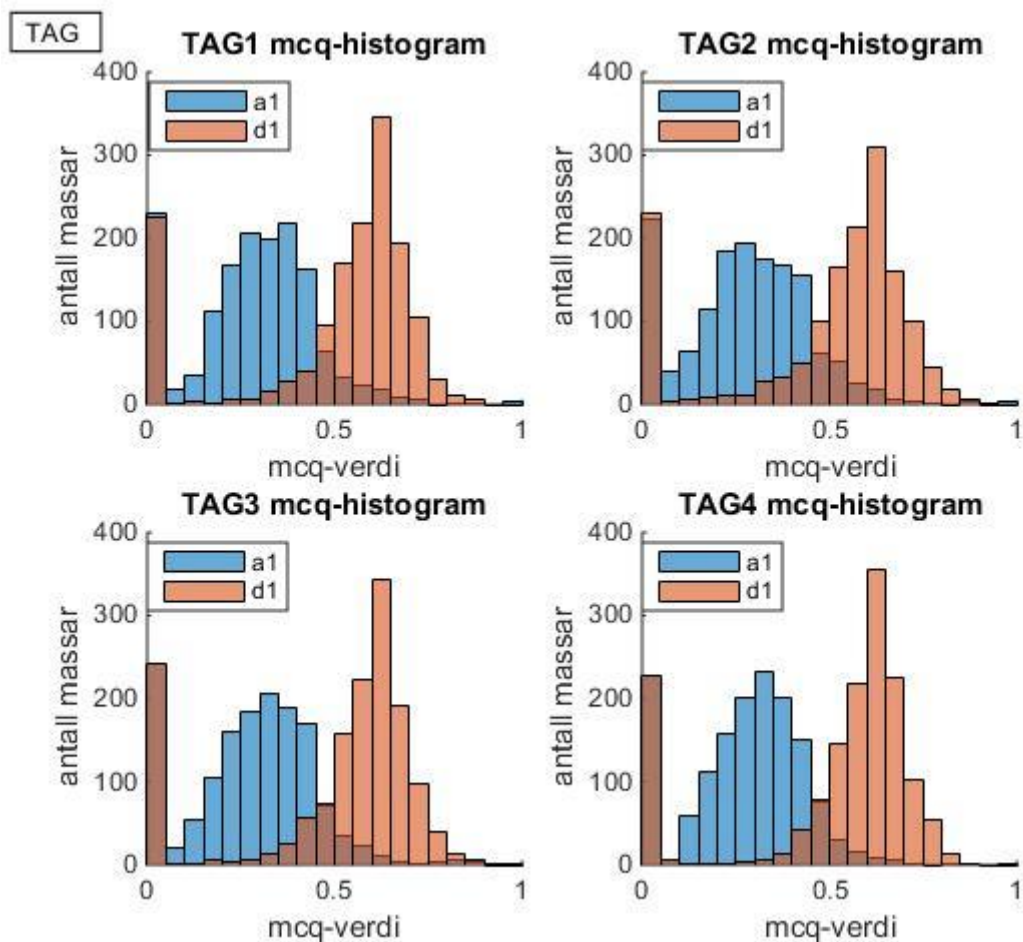 TAG
TAG1 mcq-histogram
400
300
200
100
0
antall massar
a1
d1
0
0.5
1
mcq-verdi
TAG2 mcq-histogram
400
300
200
100
0
antall massar
a1
d1
0
0.5
1
mcq-verdi
TAG3 mcq-histogram
400
300
200
100
0
antall massar
a1
d1
0
0.5
1
mcq-verdi
TAG4 mcq-histogram
400
300
200
100
0
antall massar
a1
d1
0
0.5
1
mcq-verdi